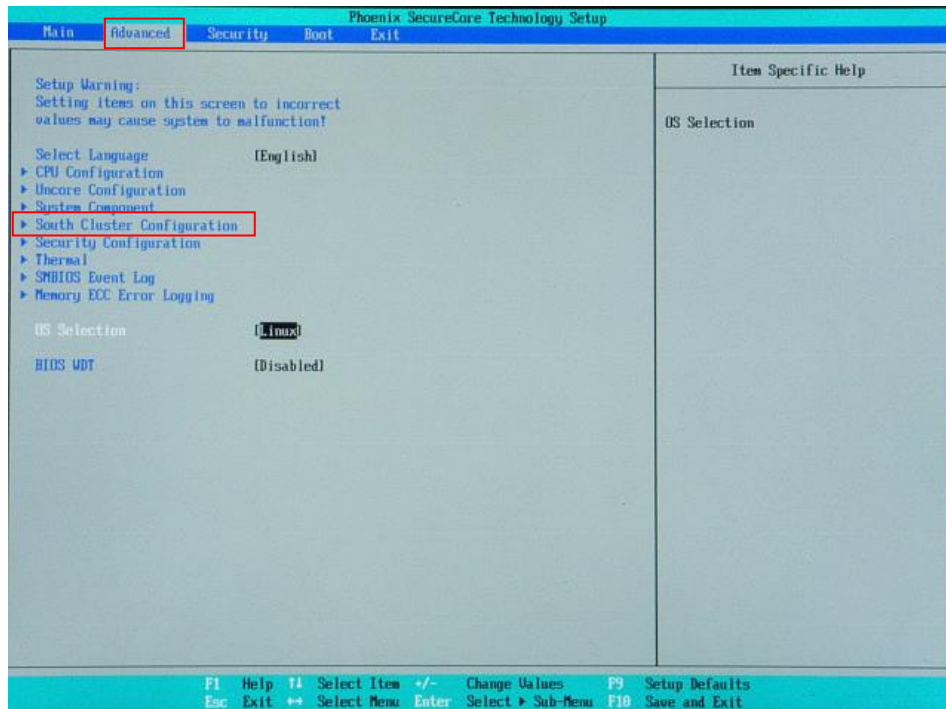 Phoenix SecureCore Technology Setup
Main Advanced Security Boot Exit
Item Specific Help
Setup Warning:
Setting items on this screen to incorrect
values may cause system to malfunction!
OS Selection
Select Language [English]
▶ CPU Configuration
▶ Uncore Configuration
▶ System Component
▶ South Cluster Configuration
▶ Security Configuration
▶ Thermal
▶ SMBIOS Event Log
▶ Memory ECC Error Logging
OS Selection [Linux]
BIOS WDT [Disabled]
F1 Help ↑↓ Select Item +/- Change Values F9 Setup Defaults
Esc Exit ↔ Select Menu Enter Select ▶ Sub-Menu F10 Save and Exit